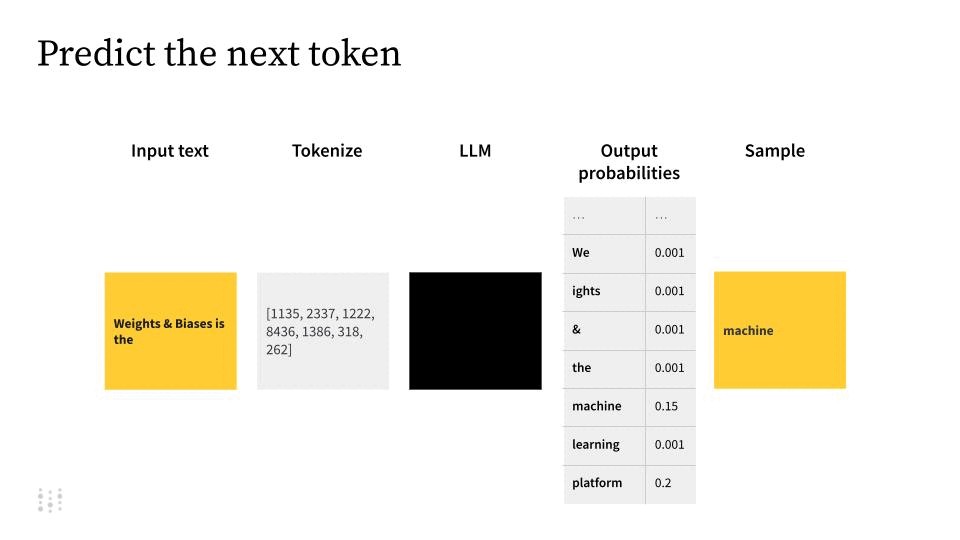 Predict the next token
Input text
Tokenize
LLM
Output
probabilities
Sample
Weights & Biases is
the
[1135, 2337, 1222,
8436, 1386, 318,
262]
... ...
We 0.001
ights 0.001
& 0.001
the 0.001
machine 0.15
learning 0.001
platform 0.2
machine